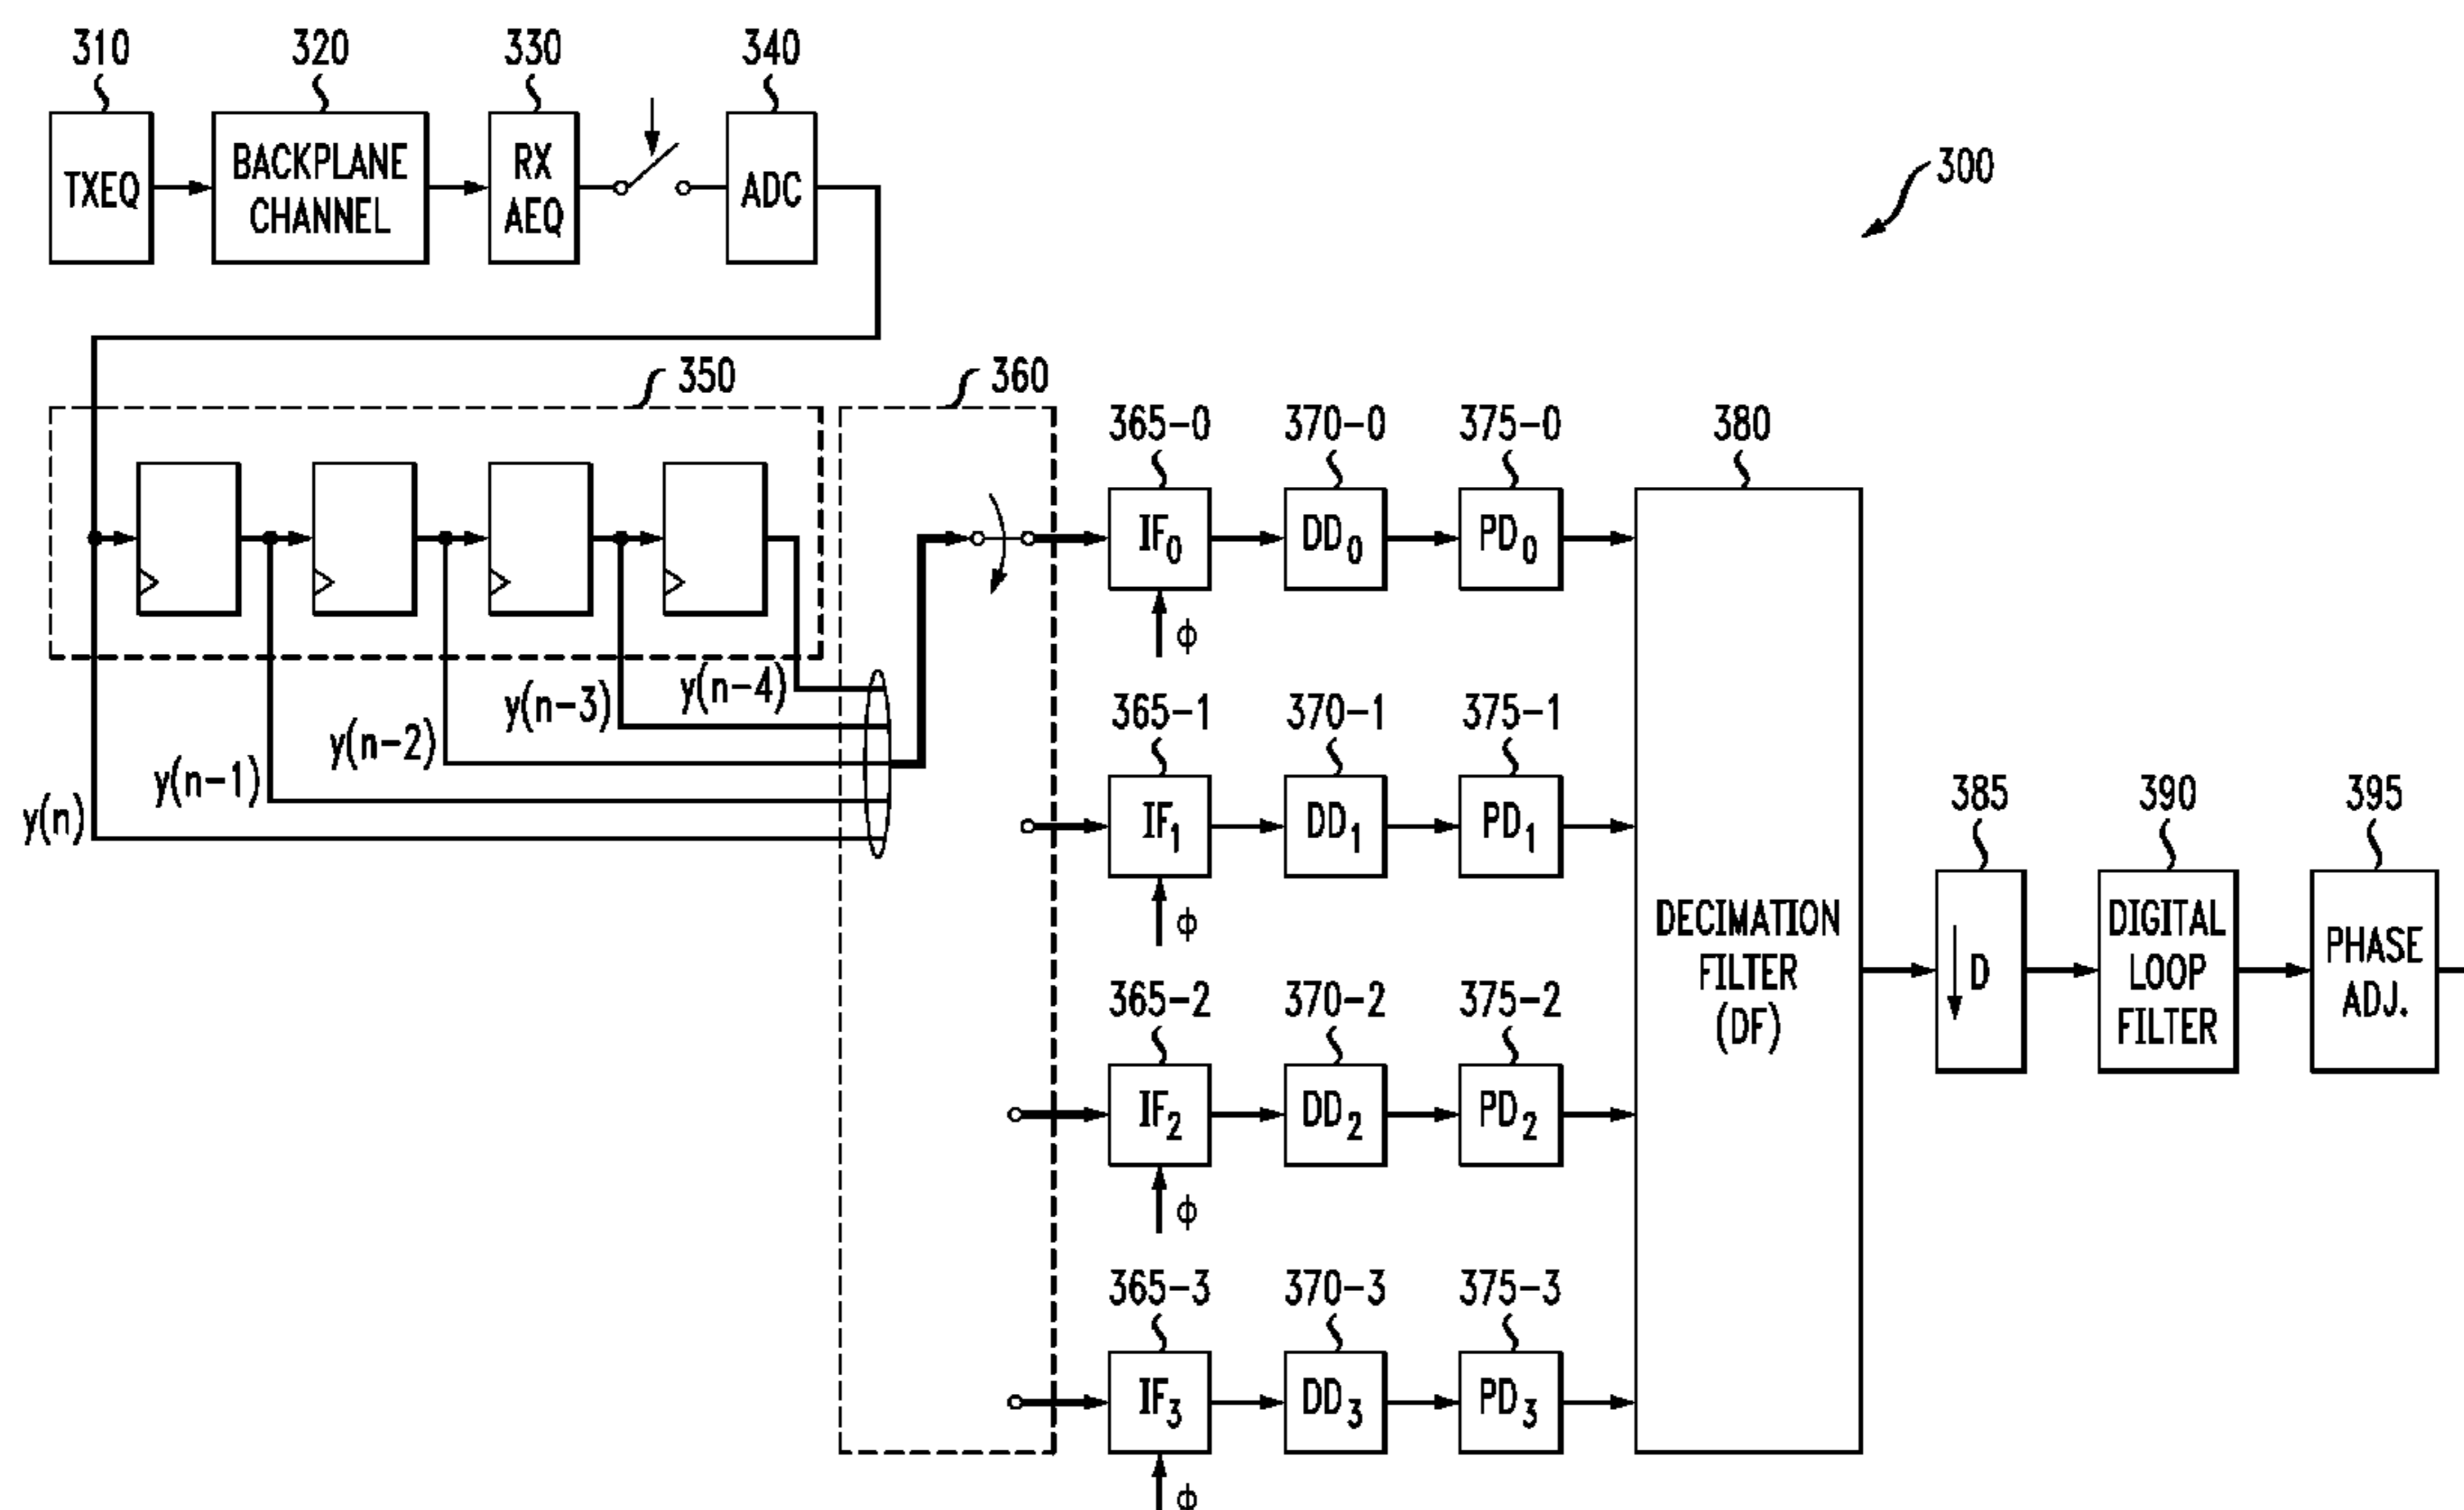 310
320
330
340
TXEQ
BACKPLANE
CHANNEL
RX
AEQ
ADC
300
350
360
y(n)
y(n-1)
y(n-2)
y(n-3)
y(n-4)
365-0
370-0
375-0
380
IF0
DD0
PD0
ϕ
365-1
370-1
375-1
IF1
DD1
PD1
ϕ
365-2
370-2
375-2
IF2
DD2
PD2
ϕ
365-3
370-3
375-3
IF3
DD3
PD3
ϕ
DECIMATION
FILTER
(DF)
385
390
395
D
DIGITAL
LOOP
FILTER
PHASE
ADJ.